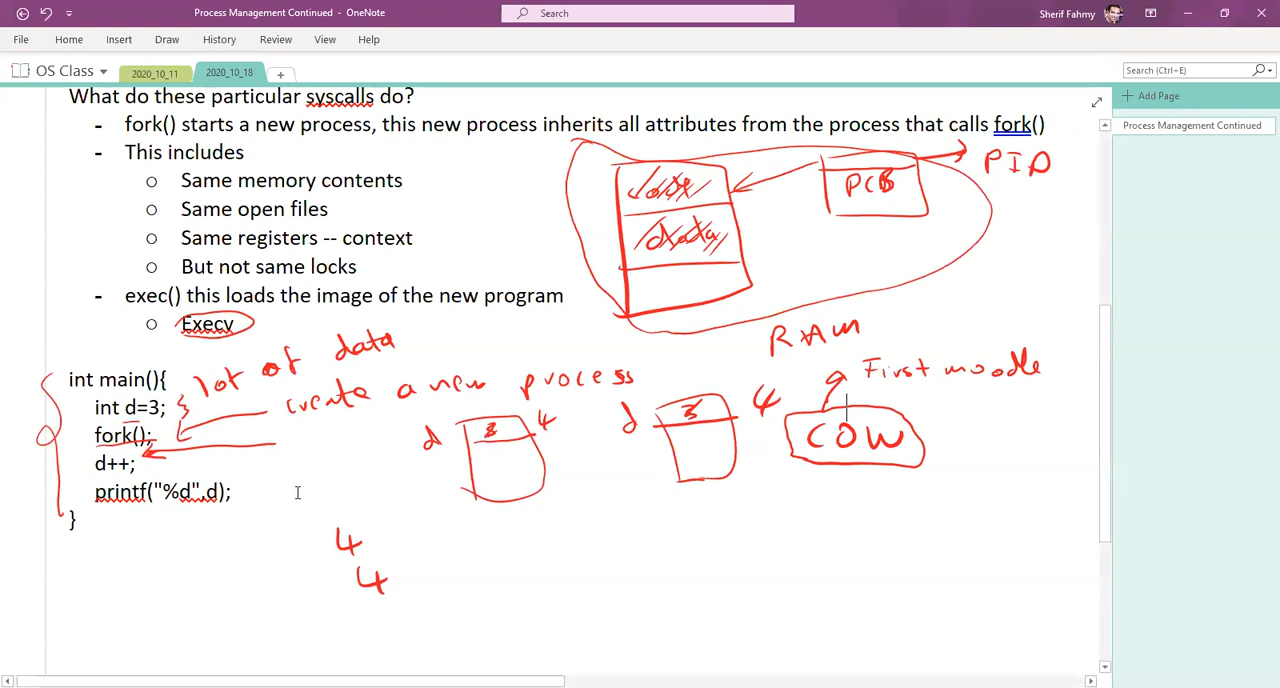 Process Management Continued - OneNote
Search
Sherif Fahmy
File Home Insert Draw History Review View Help
OS Class 2020_10_11 2020_10_18 +
Search (Ctrl+E)
Add Page
Process Management Continued
What do these particular syscalls do?
- fork() starts a new process, this new process inherits all attributes from the process that calls fork()
- This includes
o Same memory contents
o Same open files
o Same registers -- context
o But not same locks
- exec() this loads the image of the new program
o Execv
PCB
PID
data
RAM
lot of data
create a new process
First moodle
COW
int main(){
int d=3;
fork();
d++;
printf("%d",d);
}
d 3 4
d 3 4
4
4